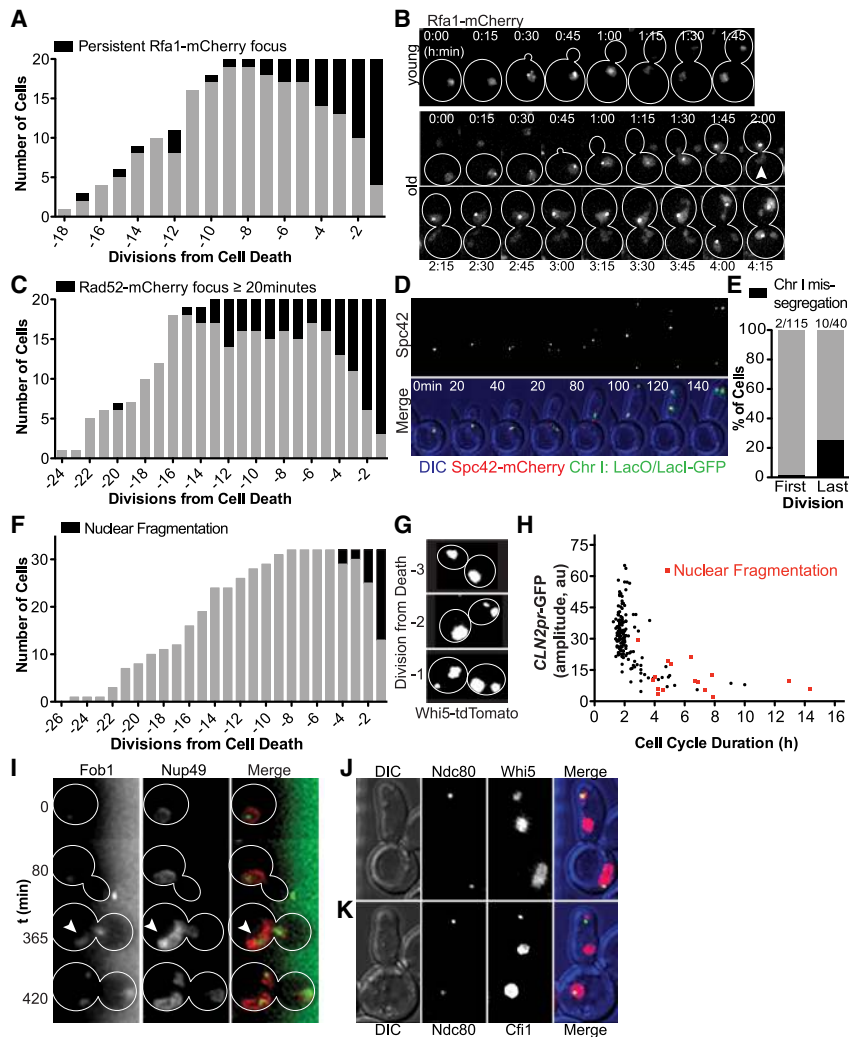 A
Persistent Rfa1-mCherry focus
Number of Cells
20
15
10
5
0
-18 -16 -14 -12 -10 -8 -6 -4 -2
Divisions from Cell Death
B
Rfa1-mCherry
0:00 0:15 0:30 0:45 1:00 1:15 1:30 1:45
(h:min)
young
0:00 0:15 0:30 0:45 1:00 1:15 1:30 1:45 2:00
old
2:15 2:30 2:45 3:00 3:15 3:30 3:45 4:00 4:15
C
Rad52-mCherry focus ≥ 20minutes
Number of Cells
20
15
10
5
0
-24 -22 -20 -18 -16 -14 -12 -10 -8 -6 -4 -2
Divisions from Cell Death
D
Spc42
Merge
0min 20 40 20 80 100 120 140
DIC Spc42-mCherry Chr I: LacO/LacI-GFP
E
Chr I mis-
segregation
2/115 10/40
% of Cells
100
80
60
40
20
0
First Last
Division
F
Nuclear Fragmentation
Number of Cells
30
20
10
0
-26 -24 -22 -20 -18 -16 -14 -12 -10 -8 -6 -4 -2
Divisions from Cell Death
G
Division from Death
-3
-2
-1
Whi5-tdTomato
H
Nuclear Fragmentation
CLN2pr-GFP
(amplitude, au)
75
60
45
30
15
0
0 2 4 6 8 10 12 14 16
Cell Cycle Duration (h)
I
Fob1 Nup49 Merge
t (min)
0
80
365
420
J
DIC Ndc80 Whi5 Merge
K
DIC Ndc80 Cfi1 Merge